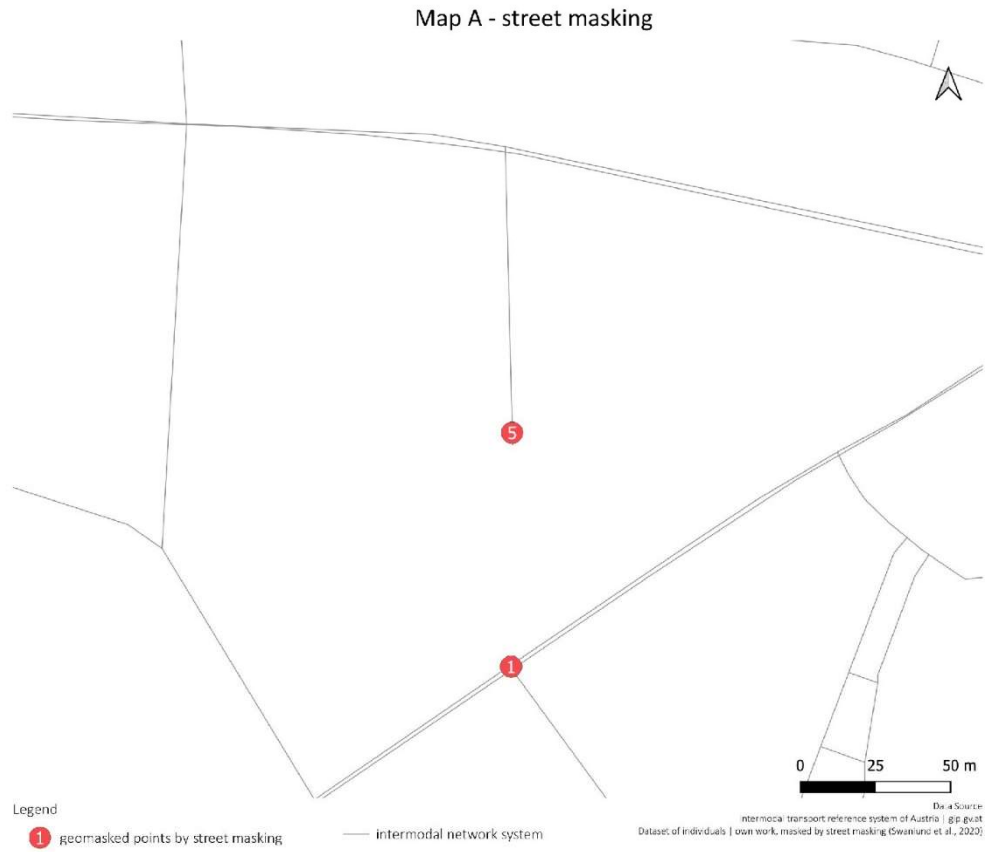 Map A - street masking
5
1
0 25 50 m
Legend
1 geomasked points by street masking
intermodal network system
Data Source
intermodal transport reference system of Austria | gip.gv.at
Dataset of individuals | own work, masked by street masking (Swanlund et al., 2020)